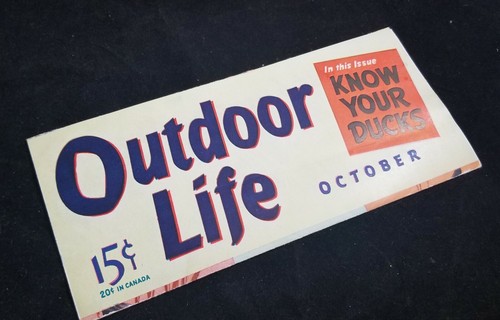 Outdoor
Life
In this Issue
KNOW
YOUR
DUCKS
OCTOBER
15¢
20¢ IN CANADA